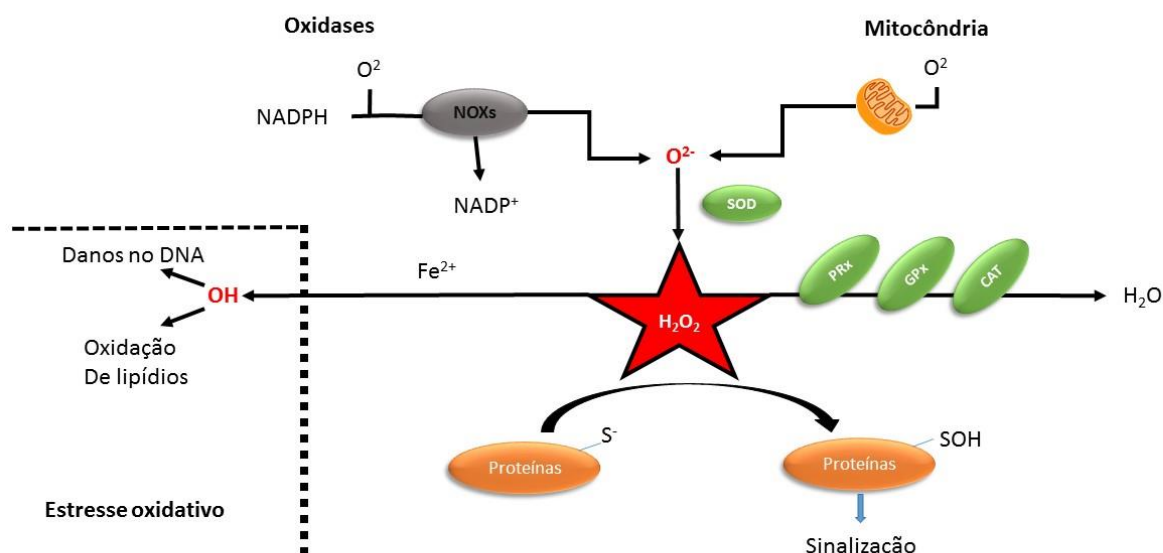 Oxidases
Mitocôndria
O²
O²
NADPH
NOXs
O²⁻
NADP⁺
SOD
Danos no DNA
Fe²⁺
PRx
GPx
CAT
OH
H₂O₂
H₂O
Oxidação
De lipídios
S⁻
SOH
Proteínas
Proteínas
Estresse oxidativo
Sinalização